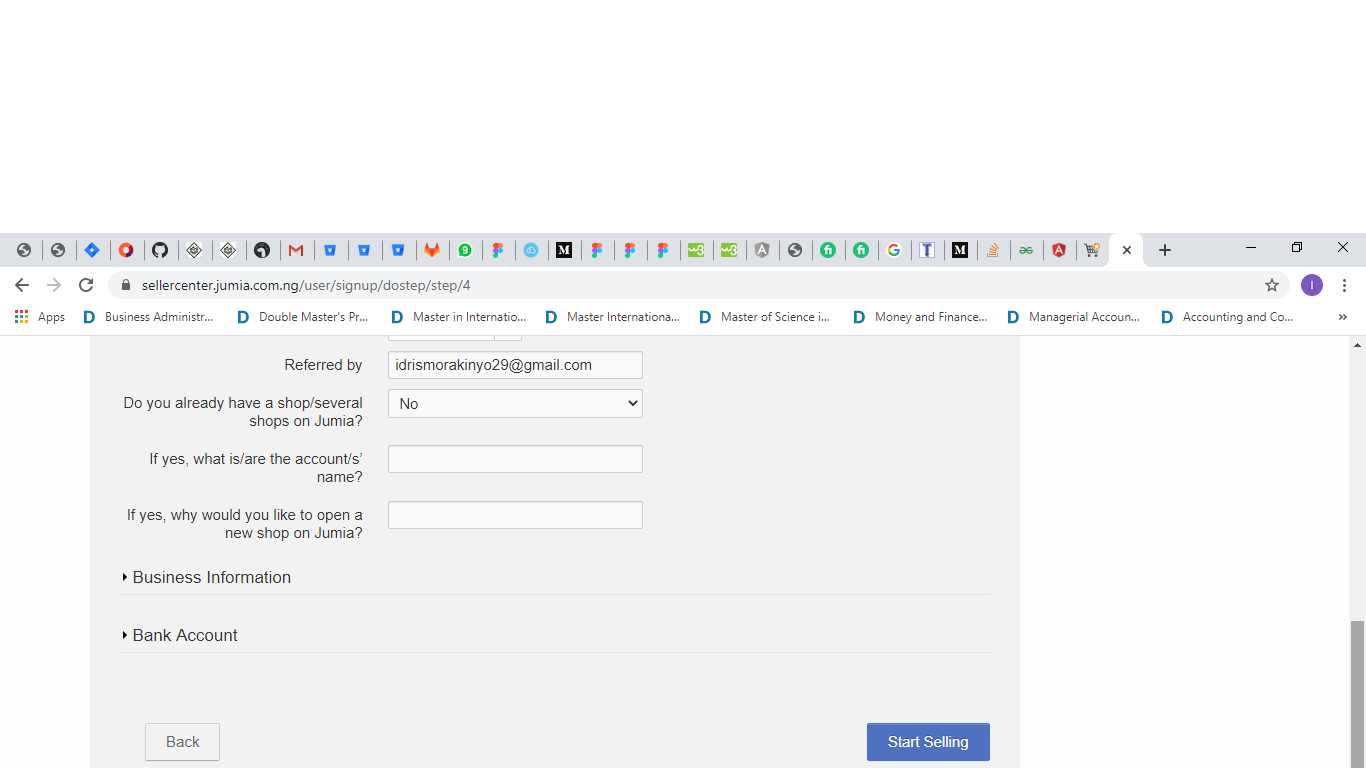 sellercenter.jumia.com.ng/user/signup/dostep/step/4
I
Apps
Business Administr...
Double Master's Pr...
Master in Internatio...
Master Internationa...
Master of Science i...
Money and Finance...
Managerial Accoun...
Accounting and Co...
»
Referred by
idrismorakinyo29@gmail.com
Do you already have a shop/several
shops on Jumia?
No
If yes, what is/are the account/s’
name?
If yes, why would you like to open a
new shop on Jumia?
Business Information
Bank Account
Back
Start Selling